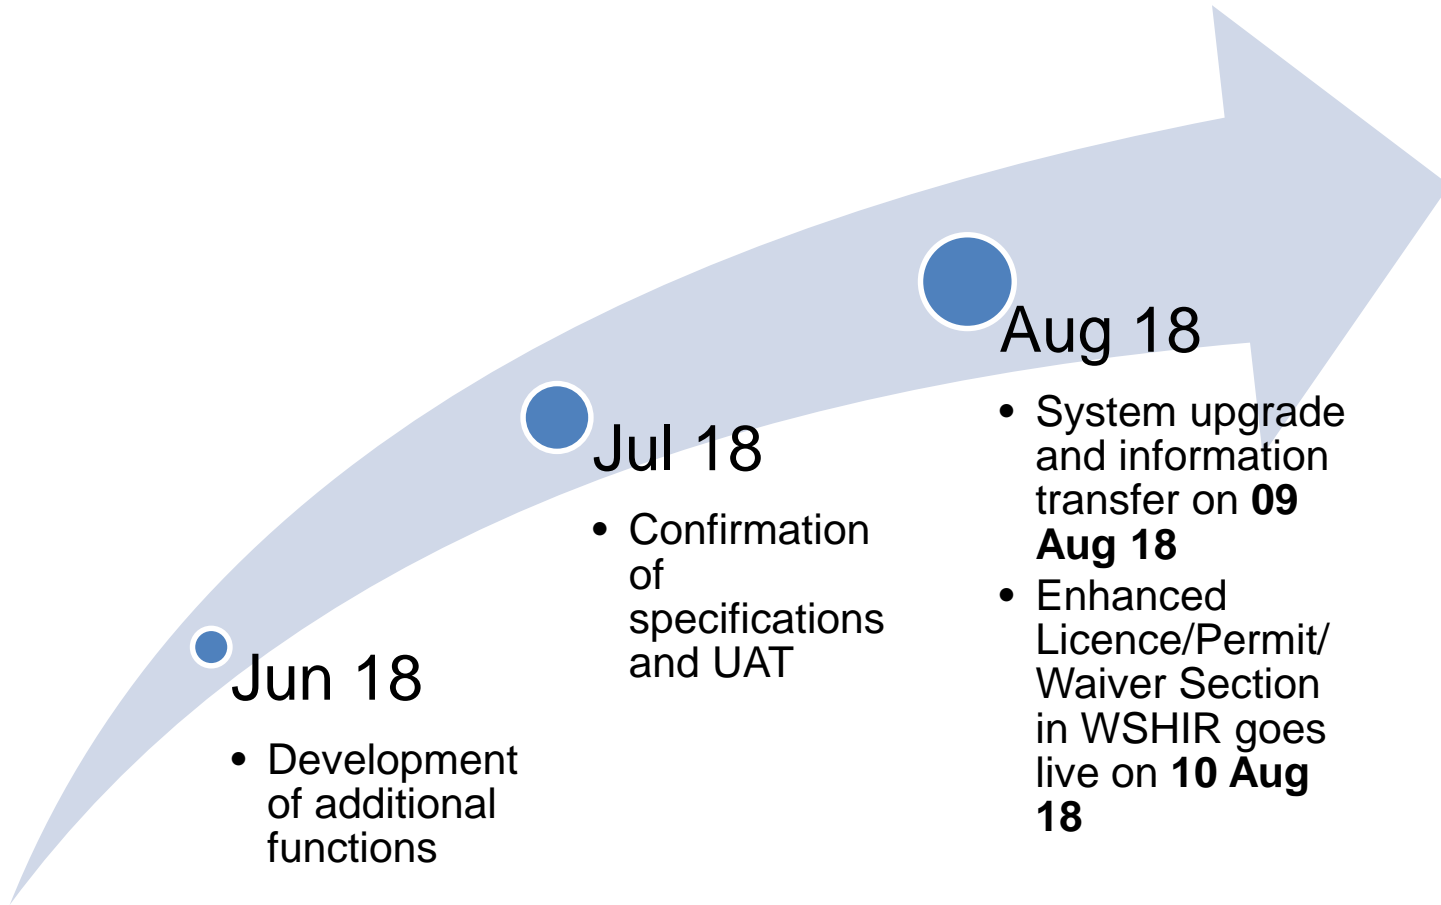 Jun 18
• Development
of additional
functions
Jul 18
• Confirmation
of
specifications
and UAT
Aug 18
• System upgrade
and information
transfer on 09
Aug 18
• Enhanced
Licence/Permit/
Waiver Section
in WSHIR goes
live on 10 Aug
18